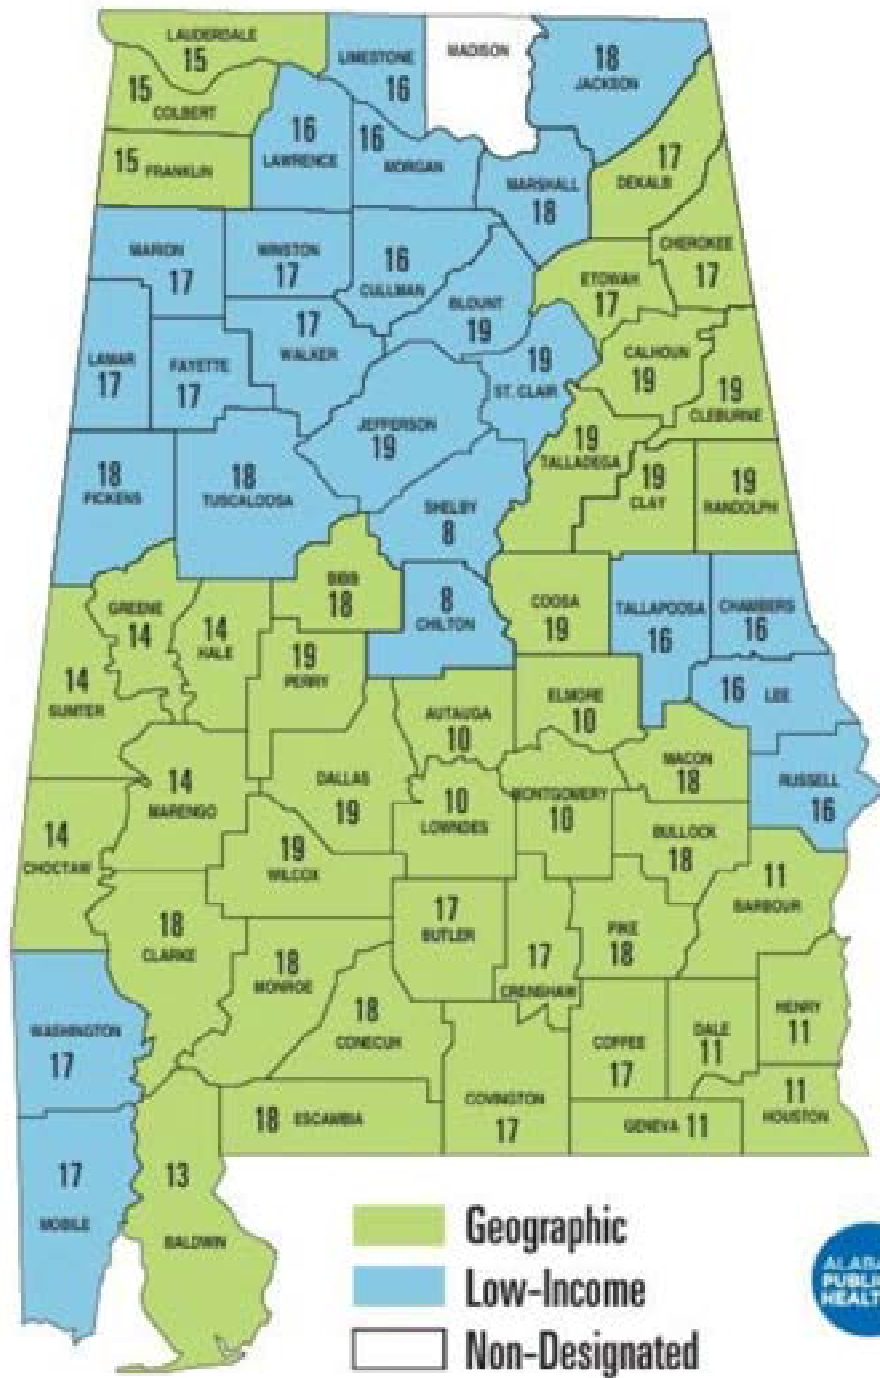 LAUDERDALE
15
LIMESTONE
16
MADISON
18
JACKSON
15
COLBERT
16
LAWRENCE
16
MORGAN
17
DEKALB
15 FRANKLIN
MARSHALL
18
CHEROKEE
17
MARION
17
WINSTON
17
16
CULLMAN
ETOWAH
17
BLOUNT
19
17
WALKER
LAMAR
17
FAYETTE
17
19
ST. CLAIR
CALHOUN
19
19
CLEBURNE
JEFFERSON
19
19
TALLADEGA
18
PICKENS
18
TUSCALOOSA
SHELBY
8
19
CLAY
19
RANDOLPH
BIBB
18
8
CHILTON
COOSA
19
TALLAPOOSA
16
CHAMBERS
16
GREENE
14
14
HALE
19
PERRY
14
SUMTER
16 LEE
AUTAUGA
10
ELMORE
10
MACON
18
RUSSELL
16
14
MARENGO
DALLAS
19
10
LOWNDES
MONTGOMERY
10
BULLOCK
18
14
CHOCTAW
19
WILCOX
11
BARBOUR
18
CLARKE
17
BUTLER
17
CRENSHAW
PIKE
18
18
MONROE
18
CONECUH
HENRY
11
WASHINGTON
17
COFFEE
17
DALE
11
18 ESCAMBIA
COVINGTON
17
GENEVA 11
11
HOUSTON
17
MOBILE
13
BALDWIN
Geographic
Low-Income
Non-Designated
ALABA
PUBLI
HEALT